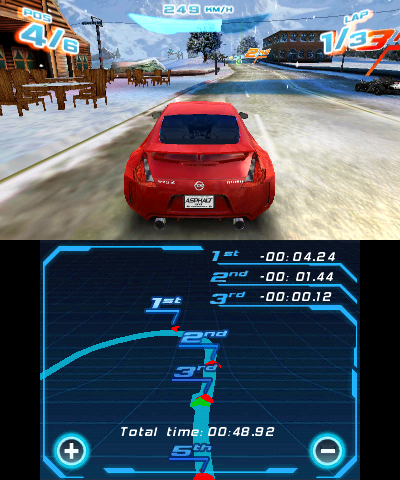 POS
4/6
249 KM/H
LAP
1/3
ASPHALT
1st -00:04.24
2nd -00:01.44
3rd -00:00.12
1st
2nd
3rd
Total time: 00:48.92
5th
+
-